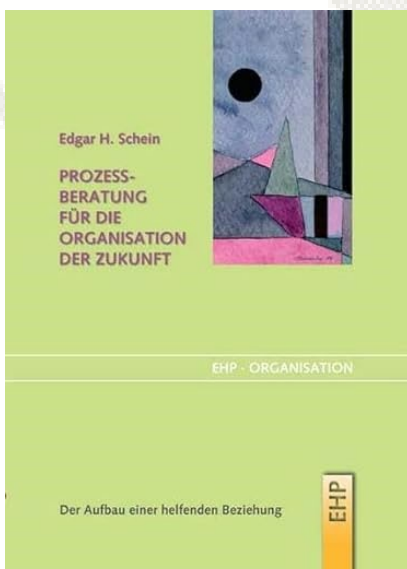 Edgar H. Schein
PROZESS-
BERATUNG
FÜR DIE
ORGANISATION
DER ZUKUNFT
EHP · ORGANISATION
Der Aufbau einer helfenden Beziehung
EHP